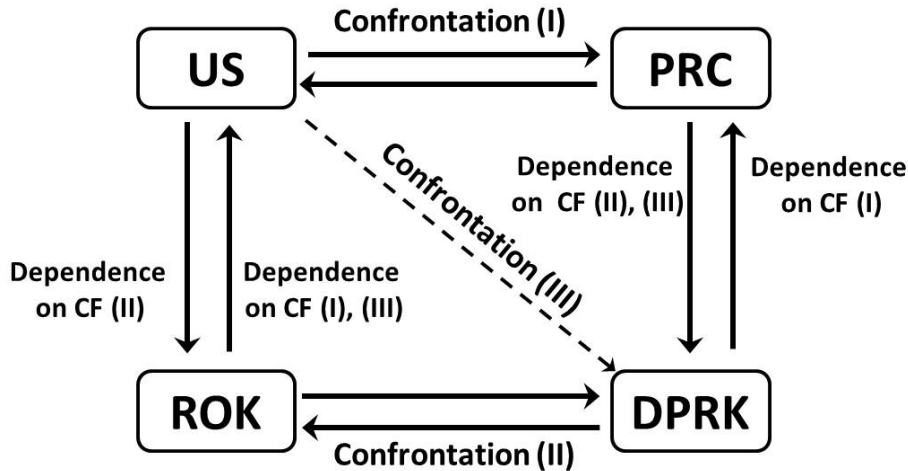 Confrontation (I)
US
PRC
Confrontation (III)
Dependence
on CF (II), (III)
Dependence
on CF (I)
Dependence
on CF (II)
Dependence
on CF (I), (III)
ROK
DPRK
Confrontation (II)